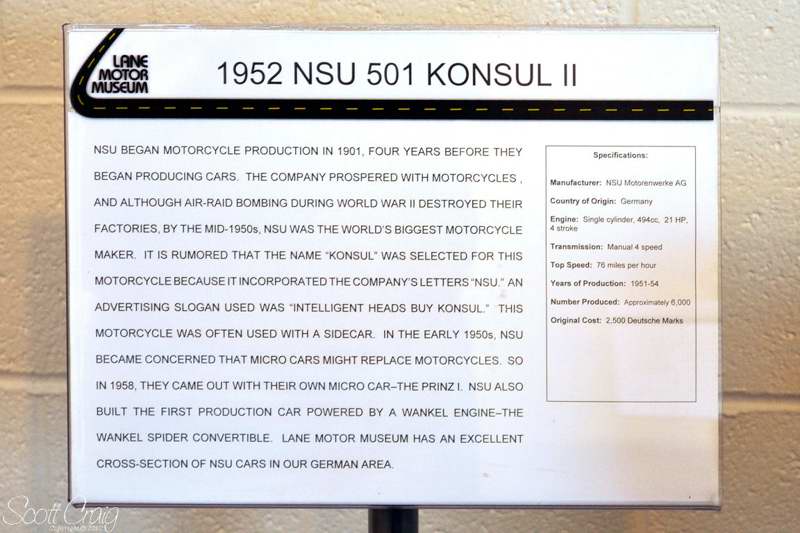 LANE
MOTOR
MUSEUM
1952 NSU 501 KONSUL II
NSU BEGAN MOTORCYCLE PRODUCTION IN 1901, FOUR YEARS BEFORE THEY
BEGAN PRODUCING CARS. THE COMPANY PROSPERED WITH MOTORCYCLES ,
AND ALTHOUGH AIR-RAID BOMBING DURING WORLD WAR II DESTROYED THEIR
FACTORIES, BY THE MID-1950s, NSU WAS THE WORLD'S BIGGEST MOTORCYCLE
MAKER. IT IS RUMORED THAT THE NAME "KONSUL" WAS SELECTED FOR THIS
MOTORCYCLE BECAUSE IT INCORPORATED THE COMPANY'S LETTERS "NSU." AN
ADVERTISING SLOGAN USED WAS "INTELLIGENT HEADS BUY KONSUL." THIS
MOTORCYCLE WAS OFTEN USED WITH A SIDECAR. IN THE EARLY 1950s, NSU
BECAME CONCERNED THAT MICRO CARS MIGHT REPLACE MOTORCYCLES. SO
IN 1958, THEY CAME OUT WITH THEIR OWN MICRO CAR–THE PRINZ I. NSU ALSO
BUILT THE FIRST PRODUCTION CAR POWERED BY A WANKEL ENGINE–THE
WANKEL SPIDER CONVERTIBLE. LANE MOTOR MUSEUM HAS AN EXCELLENT
CROSS-SECTION OF NSU CARS IN OUR GERMAN AREA.
Specifications:
Manufacturer: NSU Motorenwerke AG
Country of Origin: Germany
Engine: Single cylinder, 494cc, 21 HP,
4 stroke
Transmission: Manual 4 speed
Top Speed: 76 miles per hour
Years of Production: 1951-54
Number Produced: Approximately 6,000
Original Cost: 2,500 Deutsche Marks
Scott Craig